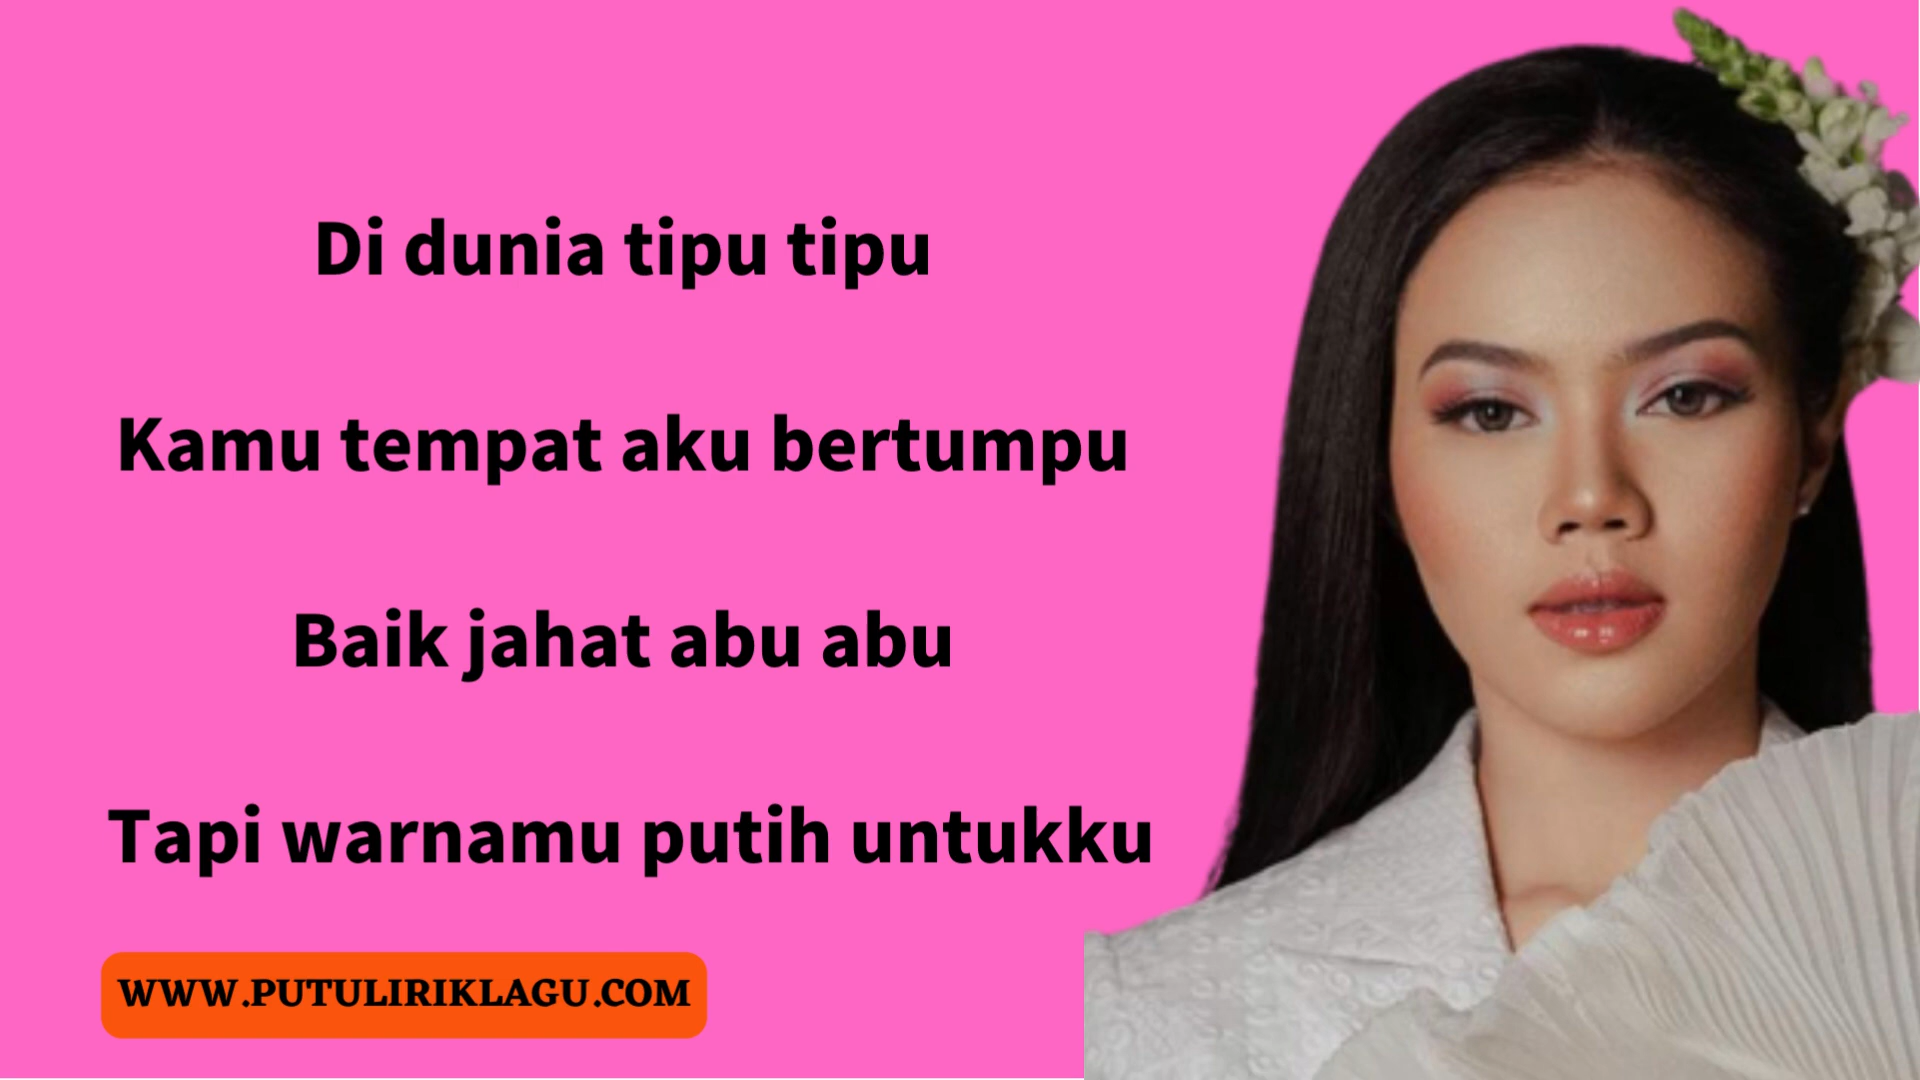 Di dunia tipu tipu
Kamu tempat aku bertumpu
Baik jahat abu abu
Tapi warnamu putih untukku
WWW.PUTULIRIKLAGU.COM